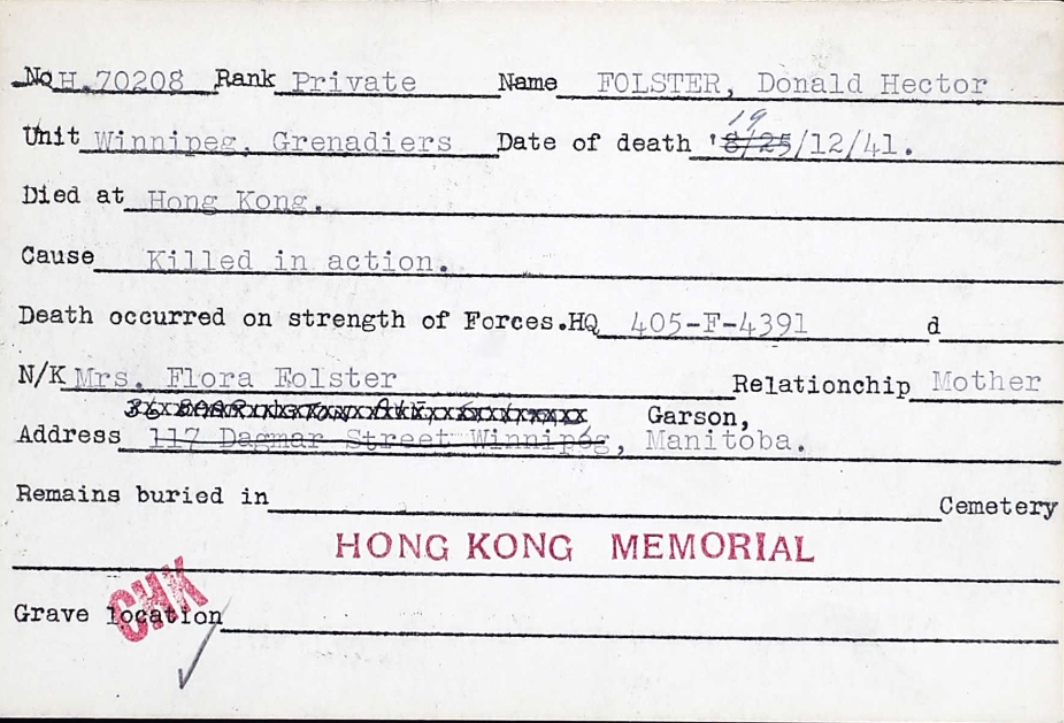 No H.70208 Rank Private Name FOLSTER, Donald Hector
19
Unit Winnipeg, Grenadiers Date of death '8/25/12/41.
Died at Hong Kong.
Cause Killed in action.
Death occurred on strength of Forces.HQ 405-F-4391 d
N/K Mrs. Flora Folster Relationchip Mother
Garson,
Address 117 Dagmar Street Winnipeg, Manitoba.
Remains buried in Cemetery
HONG KONG MEMORIAL
CHK
Grave location